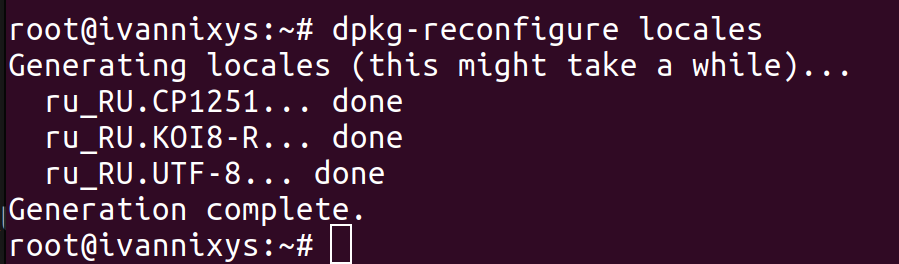 root@ivannixys:~# dpkg-reconfigure locales
Generating locales (this might take a while)...
  ru_RU.CP1251... done
  ru_RU.KOI8-R... done
  ru_RU.UTF-8... done
Generation complete.
root@ivannixys:~#